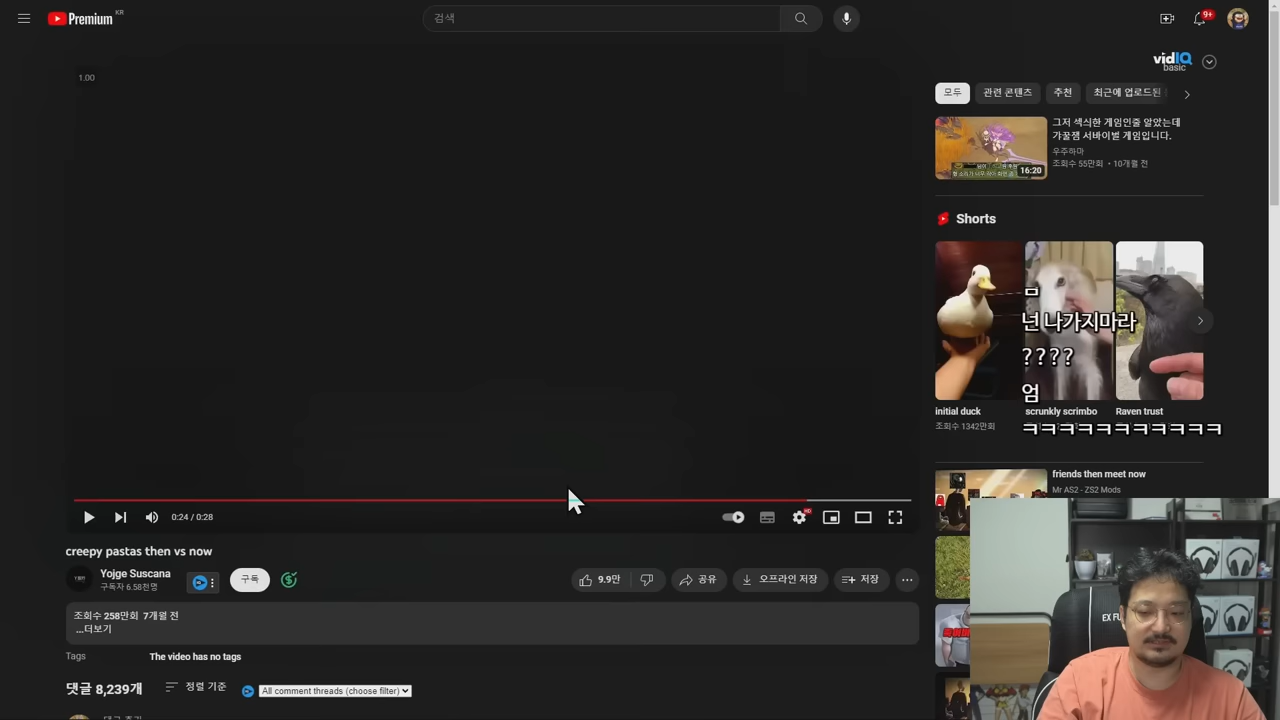 Premium KR
검색
9+
vidIQ
basic
1.00
모두
관련 콘텐츠
추천
최근에 업로드된
16:20
그저 섹식한 게임인줄 알았는데
가꿀잼 서바이벌 게임입니다.
우주하마
조회수 55만회 • 10개월 전
Shorts
ㅁ
넌 나가지마라
????
엄
ㅋㅋㅋㅋㅋㅋㅋㅋㅋㅋㅋ
initial duck
조회수 1342만회
scrunkly scrimbo
Raven trust
friends then meet now
Mr AS2 - ZS2 Mods
0:24 / 0:28
HD
creepy pastas then vs now
Yojge Suscana
구독자 6.58천명
구독
9.9만
공유
오프라인 저장
저장
조회수 258만회 7개월 전
...더보기
Tags
The video has no tags
댓글 8,239개
정렬 기준
All comment threads (choose filter)
EX FU